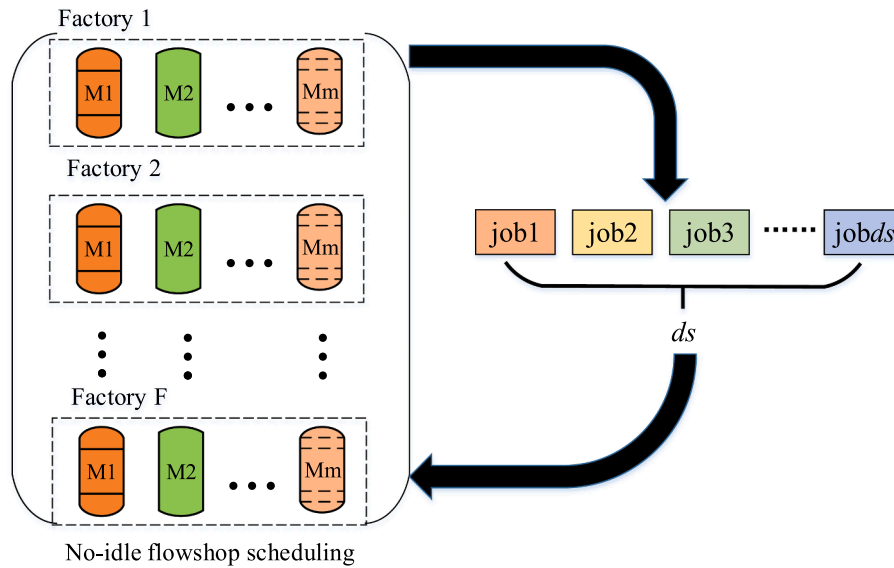 Factory 1
M1 M2 Mm
Factory 2
M1 M2 Mm
Factory F
M1 M2 Mm
No-idle flowshop scheduling
job1 job2 job3 jobds
ds